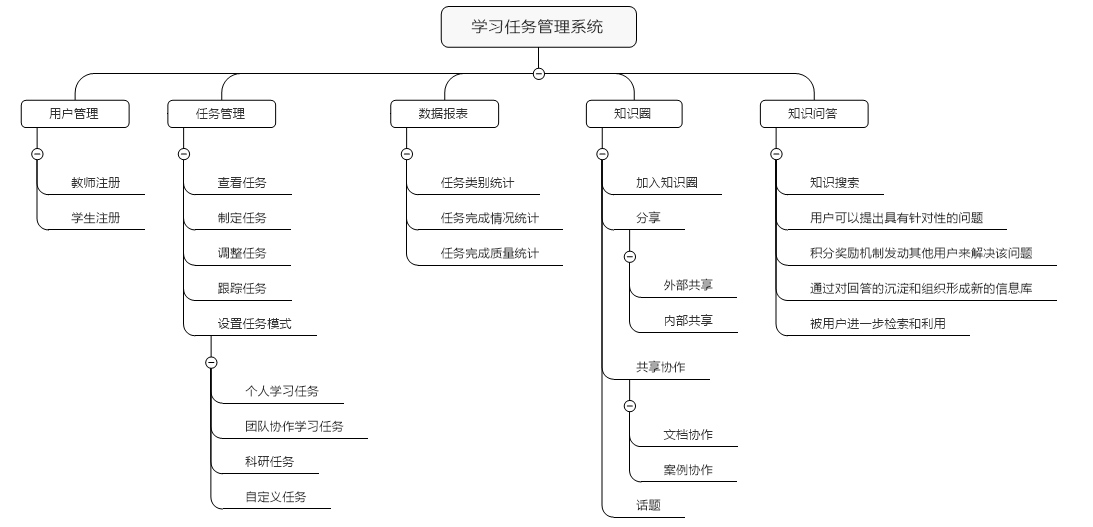 学习任务管理系统
用户管理
教师注册
学生注册
任务管理
查看任务
制定任务
调整任务
跟踪任务
设置任务模式
个人学习任务
团队协作学习任务
科研任务
自定义任务
数据报表
任务类别统计
任务完成情况统计
任务完成质量统计
知识圈
加入知识圈
分享
外部共享
内部共享
共享协作
文档协作
案例协作
话题
知识问答
知识搜索
用户可以提出具有针对性的问题
积分奖励机制发动其他用户来解决该问题
通过对回答的沉淀和组织形成新的信息库
被用户进一步检索和利用